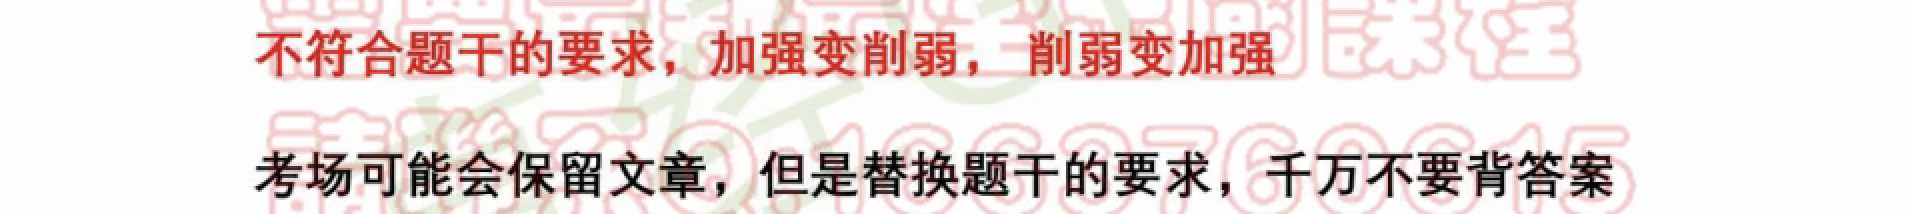 不符合题干的要求，加强变削弱， 削弱变加强
考场可能会保留文章，但是替换题干的要求，千万不要背答案